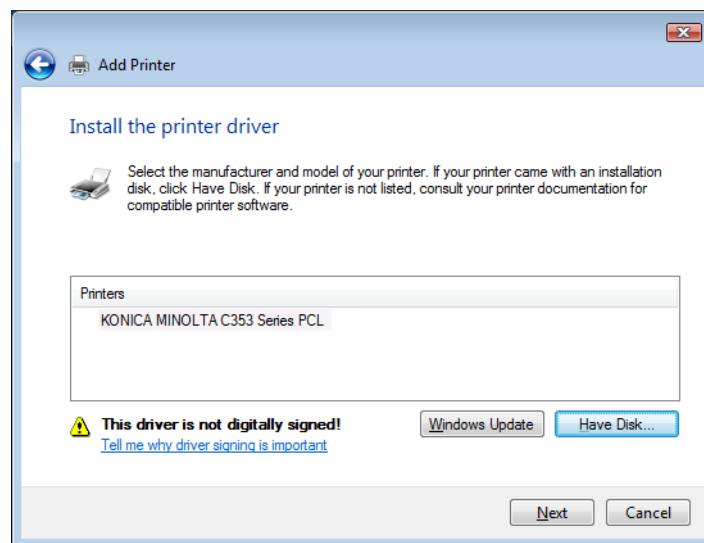 Add Printer
Install the printer driver
Select the manufacturer and model of your printer. If your printer came with an installation
disk, click Have Disk. If your printer is not listed, consult your printer documentation for
compatible printer software.
Printers
KONICA MINOLTA C353 Series PCL
This driver is not digitally signed!
Windows Update
Have Disk...
Tell me why driver signing is important
Next
Cancel